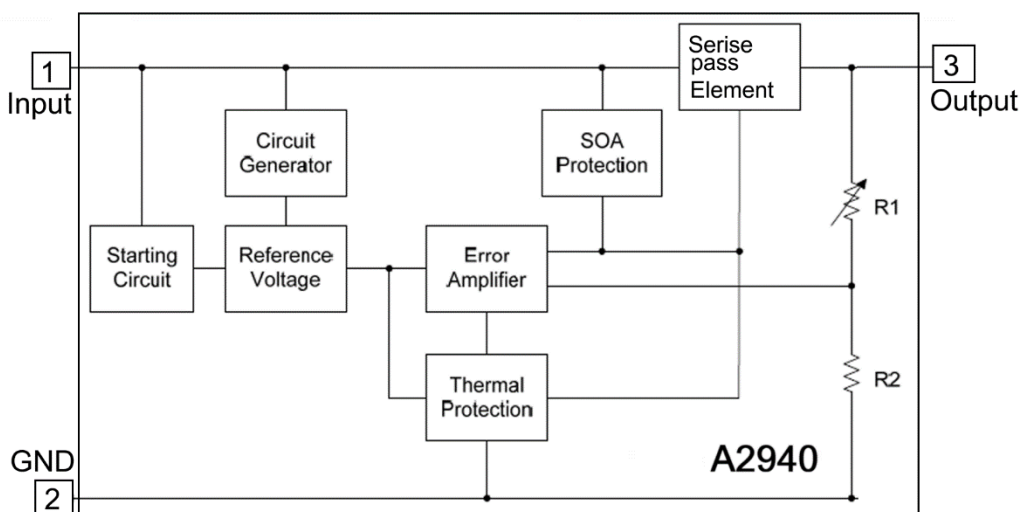 Serise
pass
Element
1
Input
3
Output
Circuit
Generator
SOA
Protection
R1
Starting
Circuit
Reference
Voltage
Error
Amplifier
Thermal
Protection
R2
A2940
GND
2